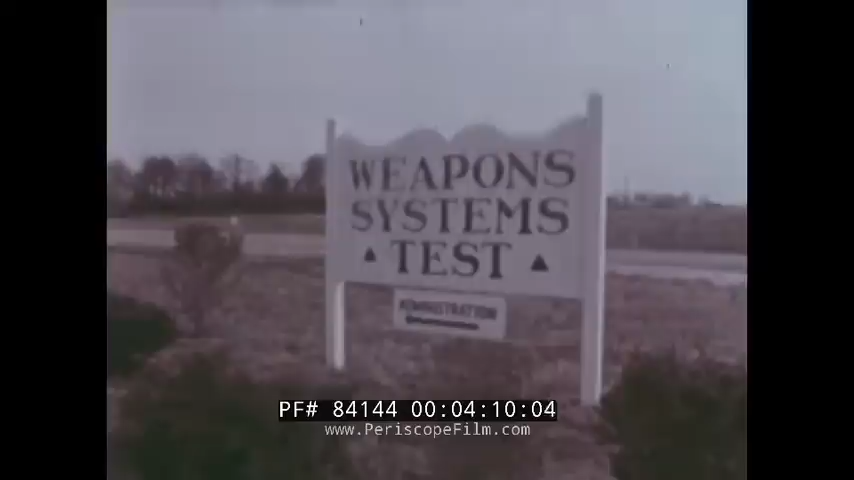 WEAPONS
SYSTEMS
TEST
ADMINISTRATION
PF# 84144 00:04:10:04
www.PeriscopeFilm.com